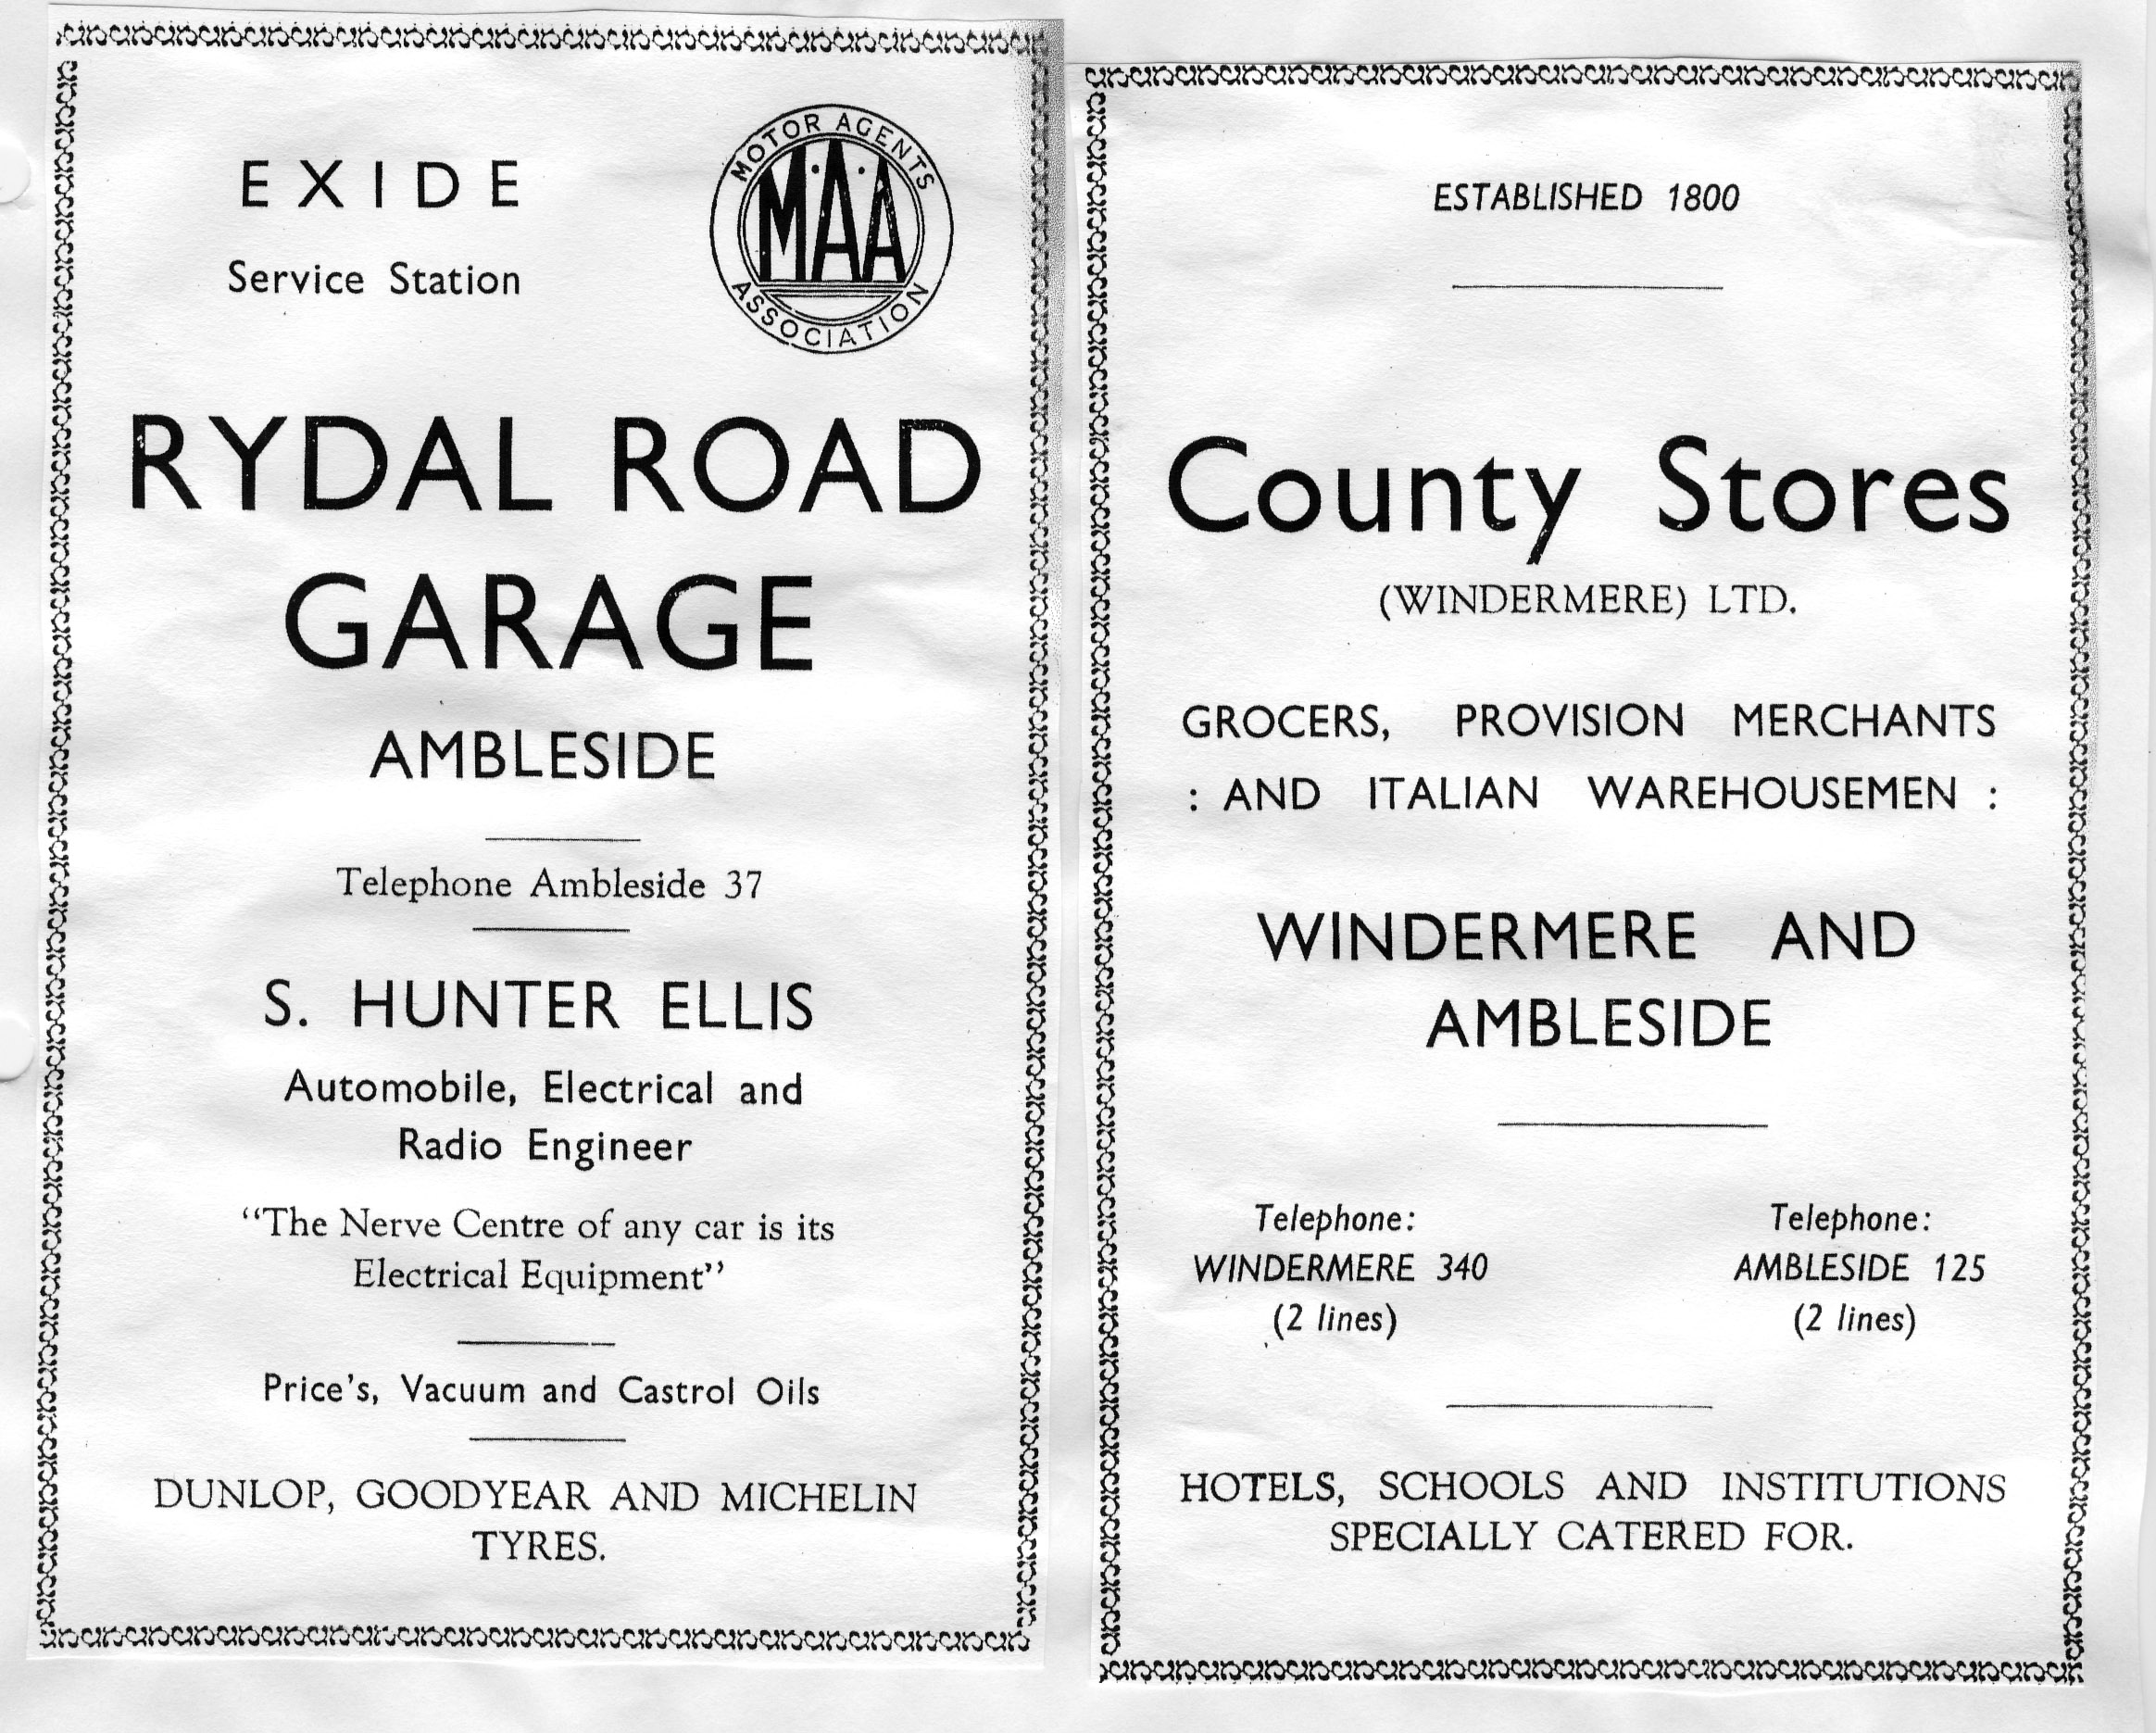 EXIDE
Service Station
MOTOR AGENTS
M.A.A
ASSOCIATION
RYDAL ROAD
GARAGE
AMBLESIDE
Telephone Ambleside 37
S. HUNTER ELLIS
Automobile, Electrical and
Radio Engineer
“The Nerve Centre of any car is its
Electrical Equipment”
Price's, Vacuum and Castrol Oils
DUNLOP, GOODYEAR AND MICHELIN
TYRES.
ESTABLISHED 1800
County Stores
(WINDERMERE) LTD.
GROCERS, PROVISION MERCHANTS
: AND ITALIAN WAREHOUSEMEN :
WINDERMERE AND
AMBLESIDE
Telephone:
WINDERMERE 340
(2 lines)
Telephone:
AMBLESIDE 125
(2 lines)
HOTELS, SCHOOLS AND INSTITUTIONS
SPECIALLY CATERED FOR.